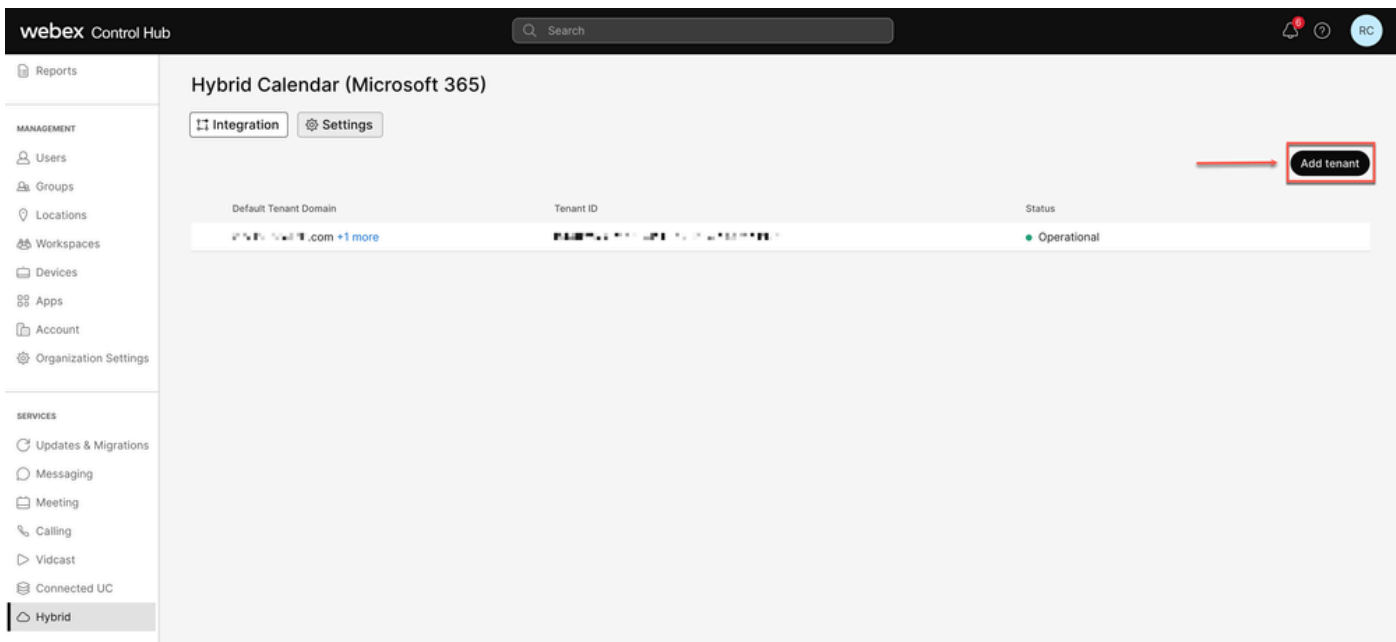 webex Control Hub
Search
6
RC
Reports
MANAGEMENT
Users
Groups
Locations
Workspaces
Devices
Apps
Account
Organization Settings
SERVICES
Updates & Migrations
Messaging
Meeting
Calling
Vidcast
Connected UC
Hybrid
Hybrid Calendar (Microsoft 365)
Integration Settings
Add tenant
Default Tenant Domain Tenant ID Status
.com +1 more Operational